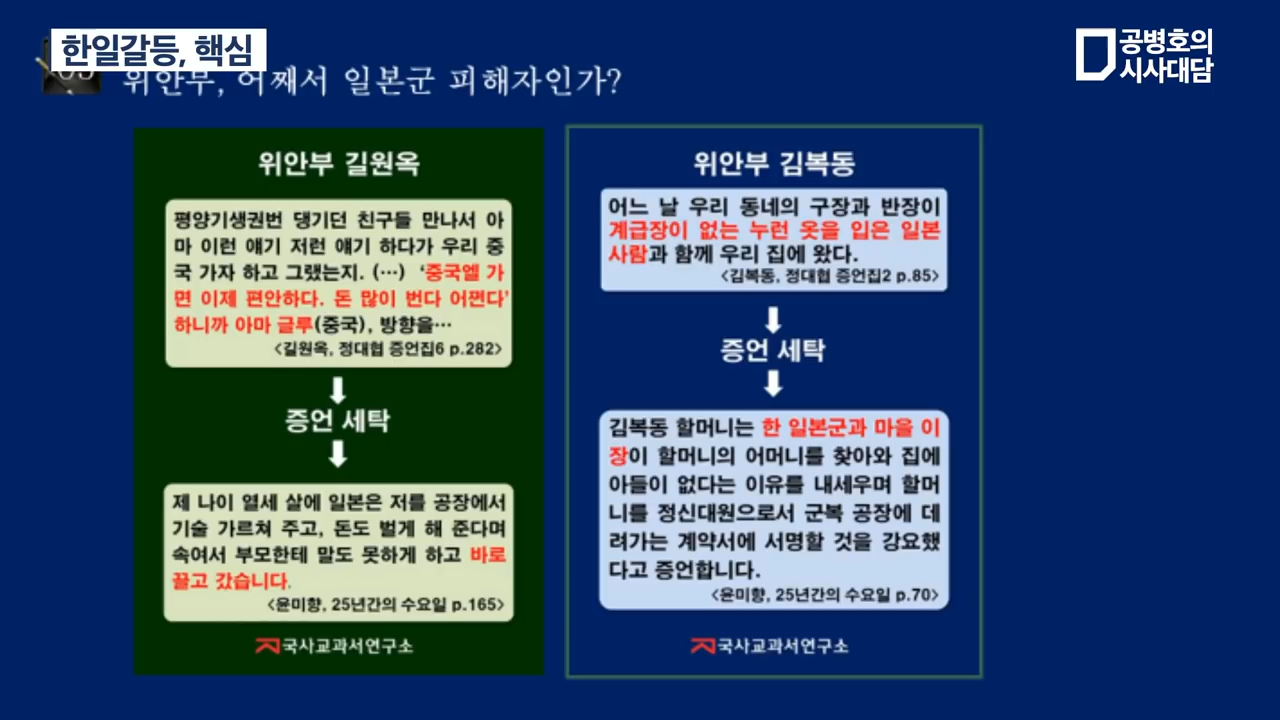 한일갈등, 핵심
위안부, 어째서 일본군 피해자인가?
공병호의
시사대담
위안부 길원옥
평양기생권번 댕기던 친구들 만나서 아
마 이런 얘기 저런 얘기 하다가 우리 중
국 가자 하고 그랬는지. (…) ‘중국엘 가
면 이제 편안하다. 돈 많이 번다 어쩐다’
하니까 아마 글루(중국), 방향을…
<길원옥, 정대협 증언집6 p.282>
증언 세탁
제 나이 열세 살에 일본은 저를 공장에서
기술 가르쳐 주고, 돈도 벌게 해 준다며
속여서 부모한테 말도 못하게 하고 바로
끌고 갔습니다.
<윤미향, 25년간의 수요일 p.165>
국사교과서연구소
위안부 김복동
어느 날 우리 동네의 구장과 반장이
계급장이 없는 누런 옷을 입은 일본
사람과 함께 우리 집에 왔다.
<김복동, 정대협 증언집2 p.85>
증언 세탁
김복동 할머니는 한 일본군과 마을 이
장이 할머니의 어머니를 찾아와 집에
아들이 없다는 이유를 내세우며 할머
니를 정신대원으로서 군복 공장에 데
려가는 계약서에 서명할 것을 강요했
다고 증언합니다.
<윤미향, 25년간의 수요일 p.70>
국사교과서연구소